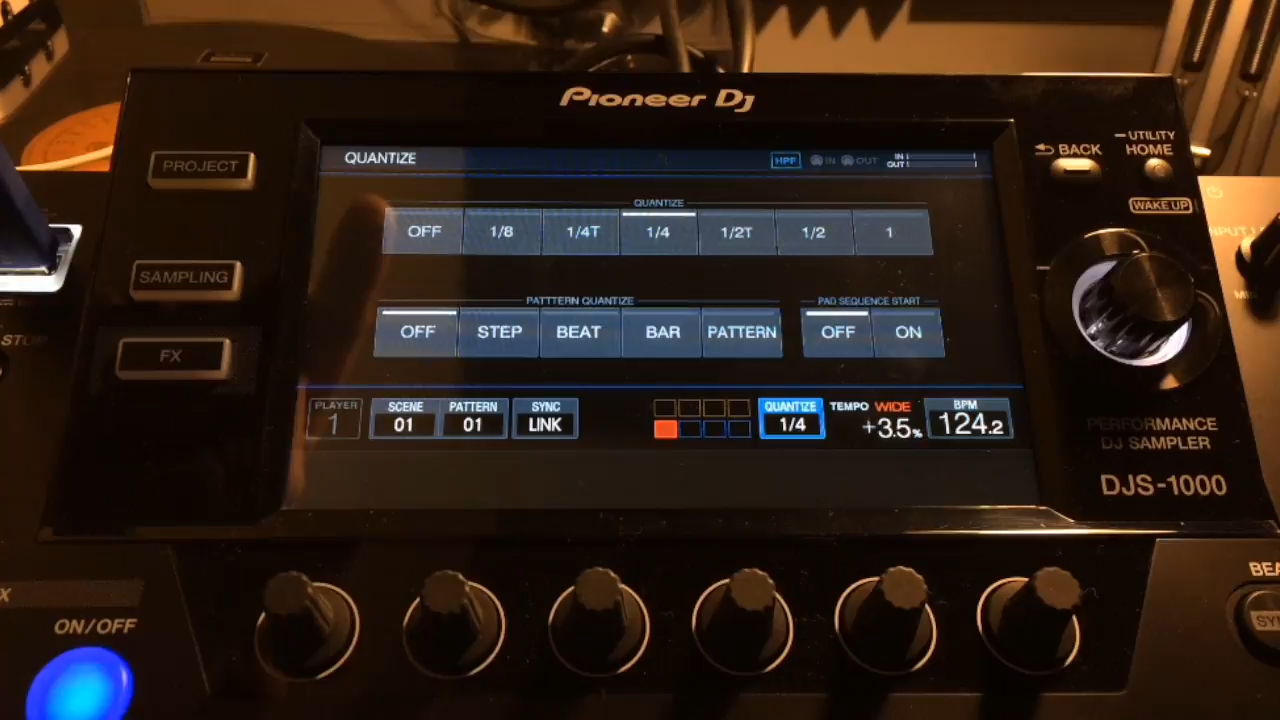 Pioneer Dj
PROJECT
SAMPLING
FX
QUANTIZE
HPF IN OUT
IN
OUT
QUANTIZE
OFF 1/8 1/4T 1/4 1/2T 1/2 1
PATTTERN QUANTIZE
OFF STEP BEAT BAR PATTERN
PAD SEQUENCE START
OFF ON
PLAYER
1
SCENE
01
PATTERN
01
SYNC
LINK
QUANTIZE
1/4
TEMPO WIDE
+3.5%
BPM
124.2
BACK
UTILITY
HOME
WAKE UP
PERFORMANCE
DJ SAMPLER
DJS-1000
ON/OFF